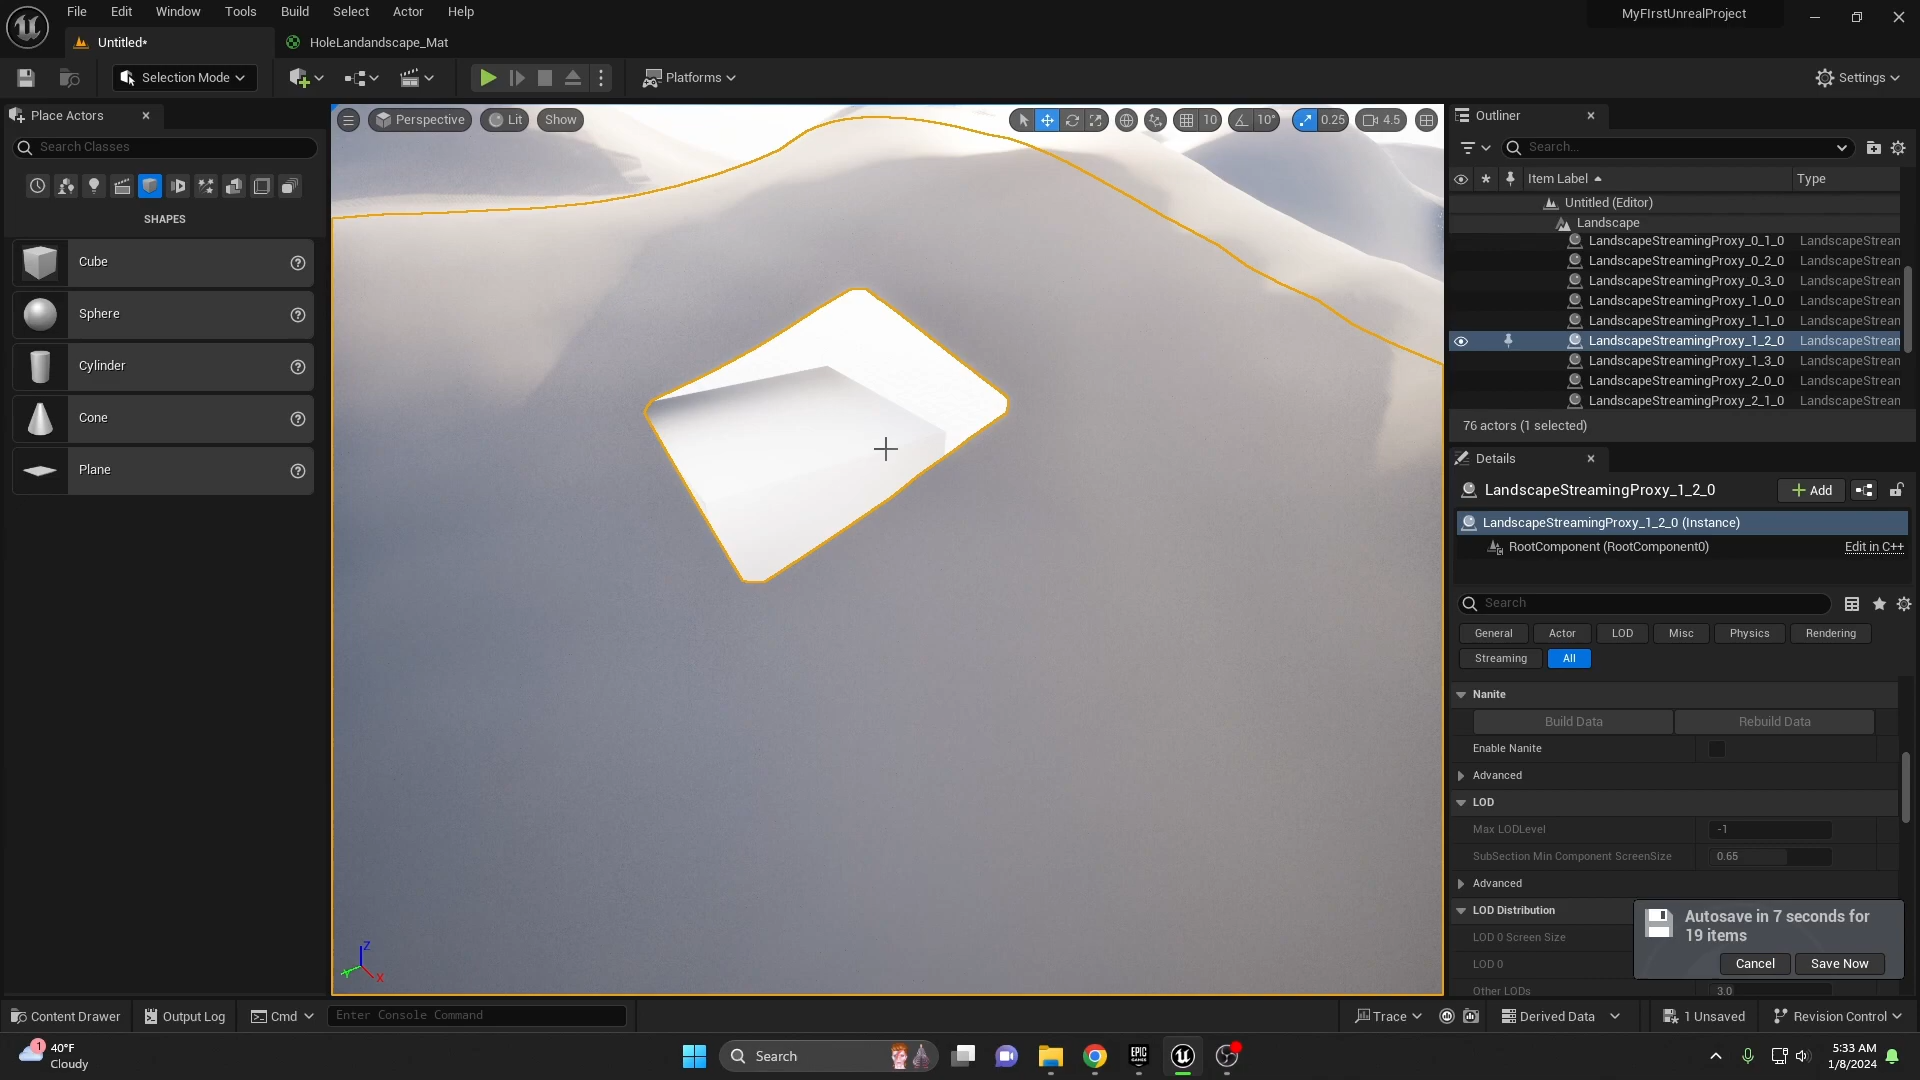 File Edit Window Tools Build Select Actor Help
MyFIrstUnrealProject
Untitled*
HoleLandandscape_Mat
Selection Mode
Platforms
Settings
Place Actors
Search Classes
SHAPES
Cube
Sphere
Cylinder
Cone
Plane
Perspective
Lit
Show
10
10°
0.25
4.5
Z
X
Outliner
Search...
Item Label
Type
Untitled (Editor)
Landscape
LandscapeStreamingProxy_0_1_0 LandscapeStrean
LandscapeStreamingProxy_0_2_0 LandscapeStrean
LandscapeStreamingProxy_0_3_0 LandscapeStrean
LandscapeStreamingProxy_1_0_0 LandscapeStrean
LandscapeStreamingProxy_1_1_0 LandscapeStrean
LandscapeStreamingProxy_1_2_0 LandscapeStrean
LandscapeStreamingProxy_1_3_0 LandscapeStrean
LandscapeStreamingProxy_2_0_0 LandscapeStrean
LandscapeStreamingProxy_2_1_0 LandscapeStrean
76 actors (1 selected)
Details
LandscapeStreamingProxy_1_2_0
Add
LandscapeStreamingProxy_1_2_0 (Instance)
RootComponent (RootComponent0)
Edit in C++
Search
General Actor LOD Misc Physics Rendering
Streaming All
Nanite
Build Data Rebuild Data
Enable Nanite
Advanced
LOD
Max LODLevel -1
SubSection Min Component ScreenSize 0.65
Advanced
LOD Distribution
LOD 0 Screen Size
LOD 0
Other LODs 3.0
Autosave in 7 seconds for
19 items
Cancel Save Now
Content Drawer
Output Log
Cmd
Enter Console Command
Trace
Derived Data
1 Unsaved
Revision Control
1
40°F
Cloudy
Search
EPIC
GAMES
5:33 AM
1/8/2024